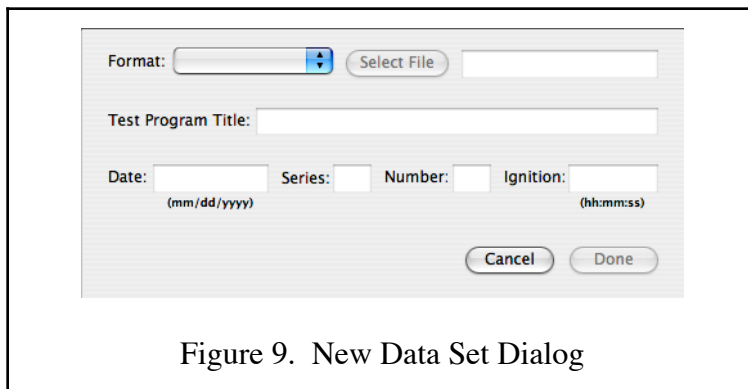 Format: Select File
Test Program Title:
Date: Series: Number: Ignition:
(mm/dd/yyyy) (hh:mm:ss)
Cancel Done
Figure 9. New Data Set Dialog